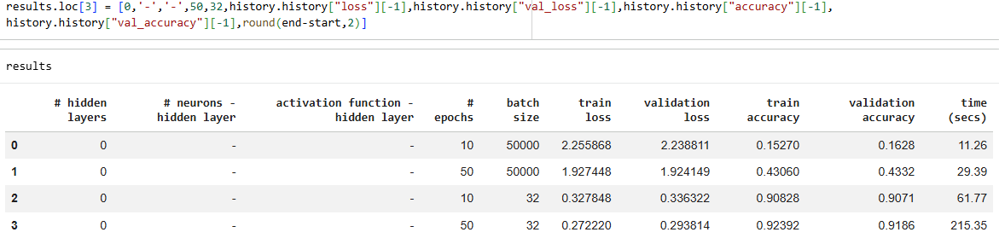 results.loc[3] = [0,'-','-',50,32,history.history["loss"][-1],history.history["val_loss"][-1],history.history["accuracy"][-1],
history.history["val_accuracy"][-1],round(end-start,2)]
results
# hidden layers # neurons - hidden layer activation function - hidden layer # epochs batch size train loss validation loss train accuracy validation accuracy time (secs)
0 0 - - 10 50000 2.255868 2.238811 0.15270 0.1628 11.26
1 0 - - 50 50000 1.927448 1.924149 0.43060 0.4332 29.39
2 0 - - 10 32 0.327848 0.336322 0.90828 0.9071 61.77
3 0 - - 50 32 0.272220 0.293814 0.92392 0.9186 215.35